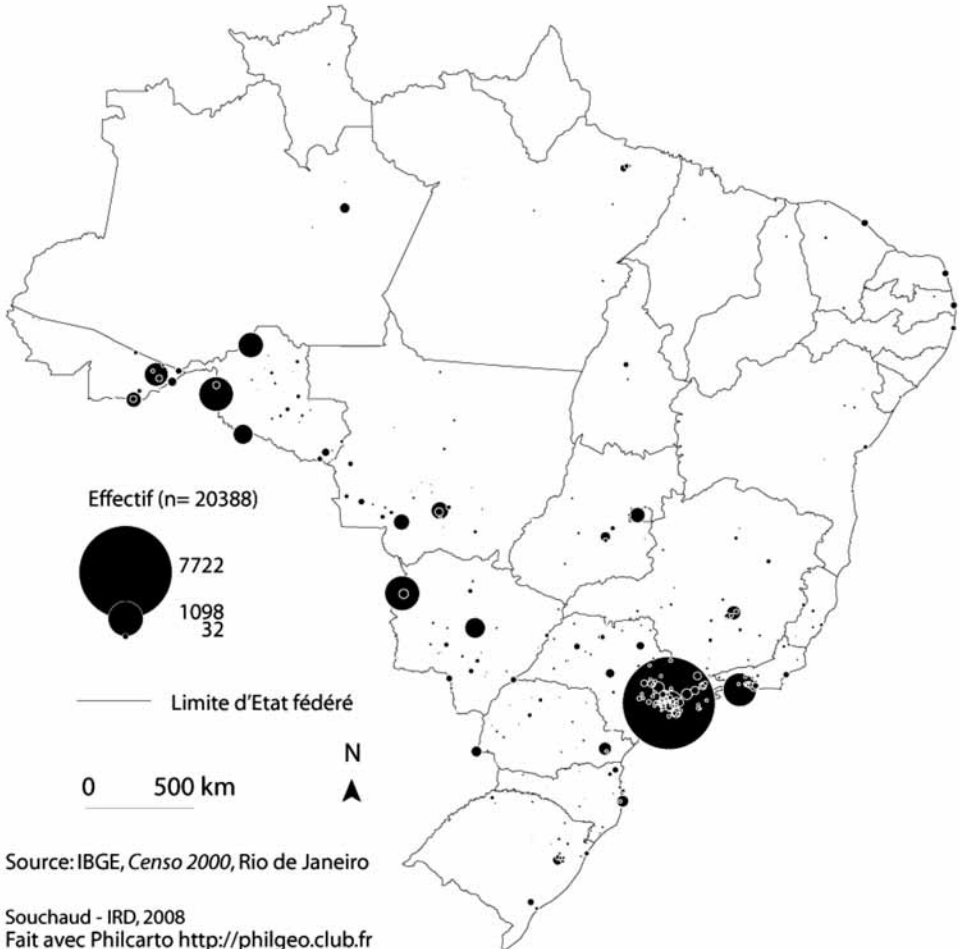 Effectif (n= 20388)
7722
1098
32
Limite d'Etat fédéré
N
0 500 km
Source: IBGE, Censo 2000, Rio de Janeiro
Souchaud - IRD, 2008
Fait avec Philcarto http://philgeo.club.fr